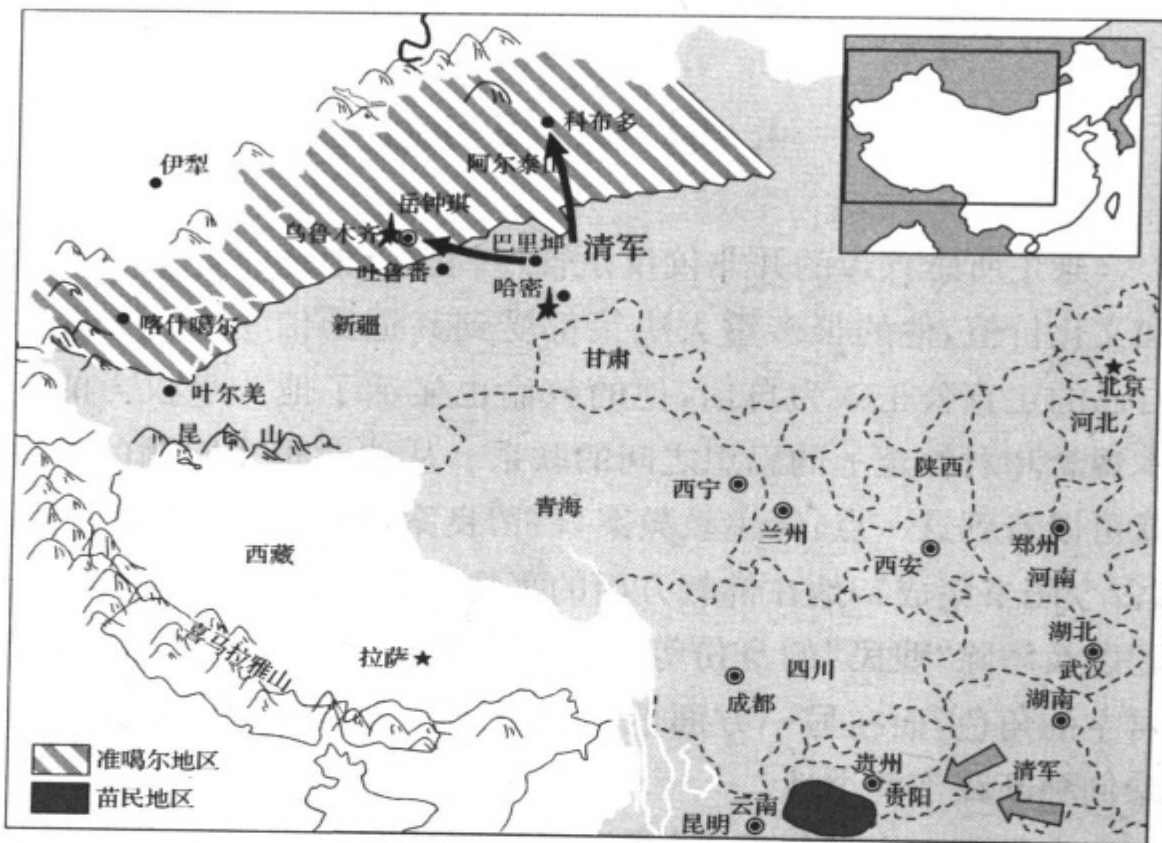 科布多
阿尔泰山
伊犁
岳钟琪
乌鲁木齐
巴里坤
清军
吐鲁番
哈密
喀什噶尔
新疆
甘肃
叶尔羌
北京
河北
昆仑山
陕西
西宁
青海
兰州
郑州
西安
河南
西藏
湖北
喜马拉雅山
拉萨
四川
武汉
成都
湖南
准噶尔地区
贵州
清军
苗民地区
贵阳
云南
昆明